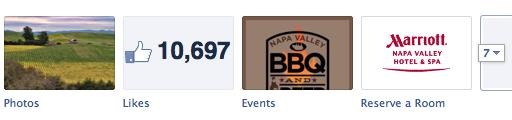 10,697
NAPA VALLEY
BBQ
AND
Marriott
NAPA VALLEY
HOTEL & SPA
7
Photos
Likes
Events
Reserve a Room